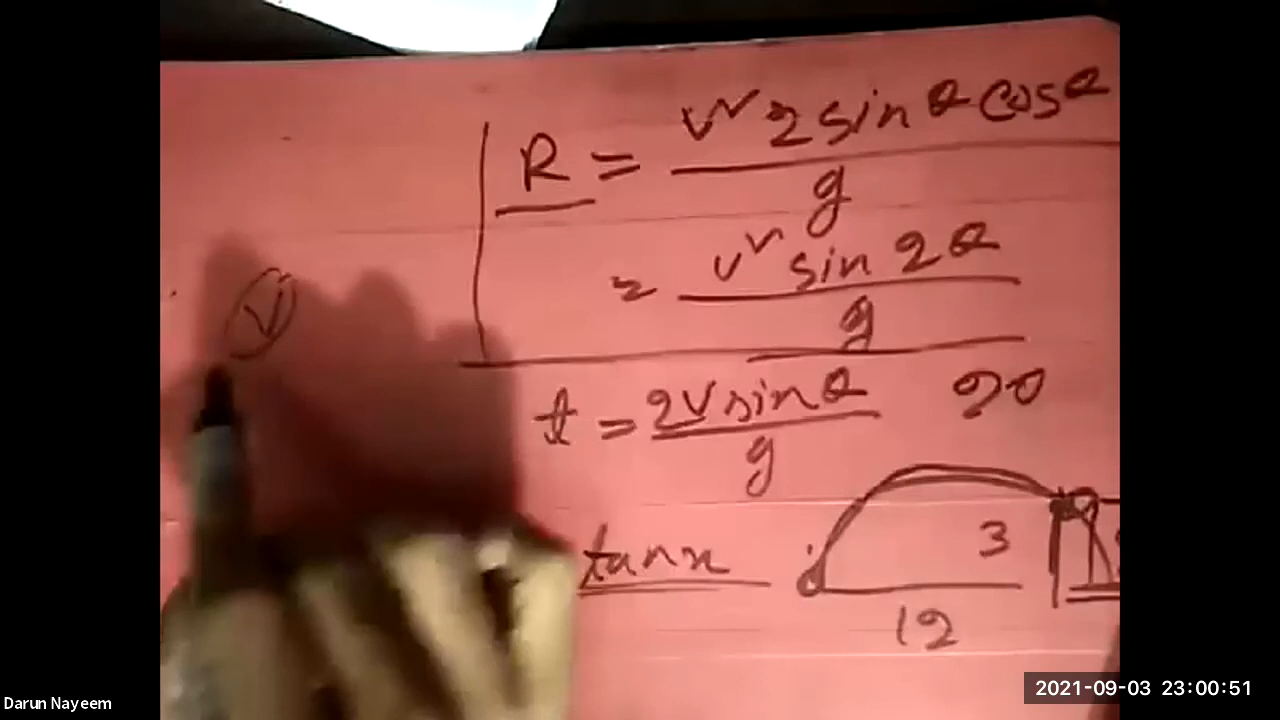 R = v² 2 sin θ cos θ / g
= v² sin 2θ / g
V
t = 2v sin θ / g
90
tan x
3
12
Darun Nayeem
2021-09-03 23:00:51